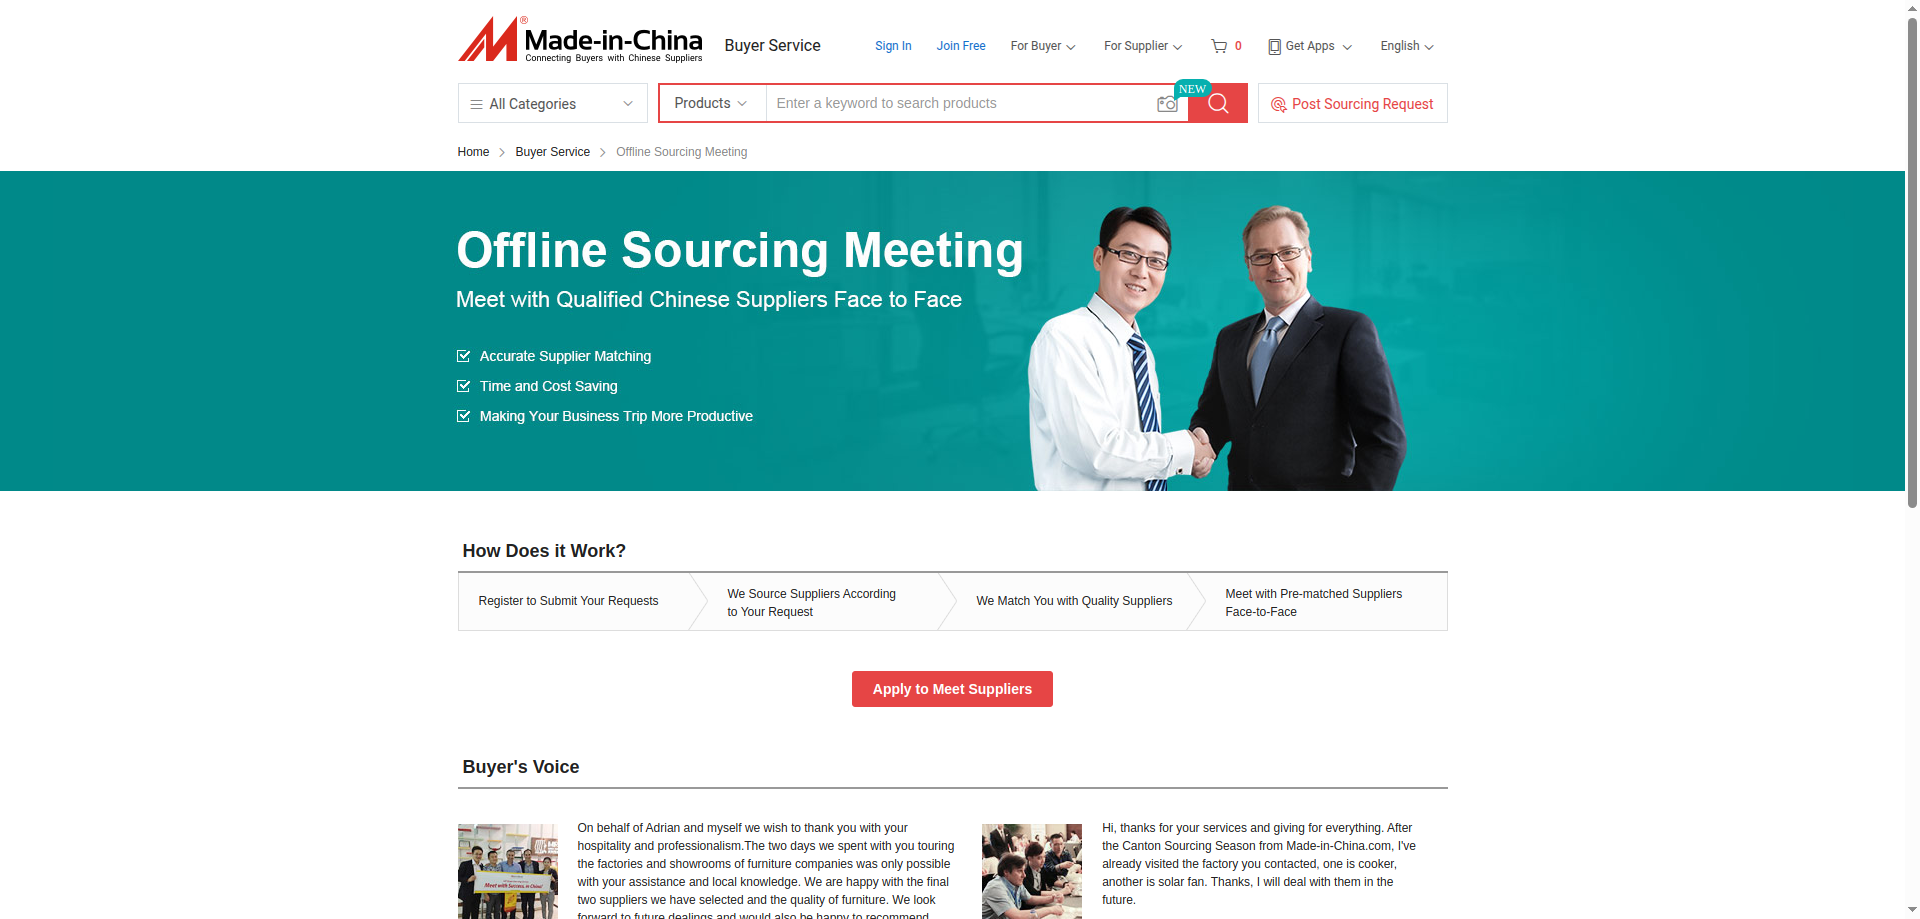 Made-in-China®
Connecting Buyers with Chinese Suppliers
Buyer Service
Sign In
Join Free
For Buyer
For Supplier
0
Get Apps
English
All Categories
Products
Enter a keyword to search products
NEW
Post Sourcing Request
Home
Buyer Service
Offline Sourcing Meeting
Offline Sourcing Meeting
Meet with Qualified Chinese Suppliers Face to Face
Accurate Supplier Matching
Time and Cost Saving
Making Your Business Trip More Productive
How Does it Work?
Register to Submit Your Requests
We Source Suppliers According
to Your Request
We Match You with Quality Suppliers
Meet with Pre-matched Suppliers
Face-to-Face
Apply to Meet Suppliers
Buyer's Voice
Meet with Success, in China!
On behalf of Adrian and myself we wish to thank you with your
hospitality and professionalism.The two days we spent with you touring
the factories and showrooms of furniture companies was only possible
with your assistance and local knowledge. We are happy with the final
two suppliers we have selected and the quality of furniture. We look
forward to future dealings and would also be happy to recommend
Hi, thanks for your services and giving for everything. After
the Canton Sourcing Season from Made-in-China.com, I've
already visited the factory you contacted, one is cooker,
another is solar fan. Thanks, I will deal with them in the
future.